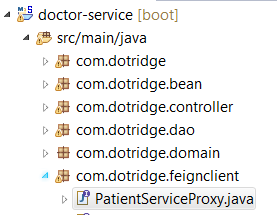 doctor-service [boot]
src/main/java
com.dotridge
com.dotridge.bean
com.dotridge.controller
com.dotridge.dao
com.dotridge.domain
com.dotridge.feignclient
PatientServiceProxy.java